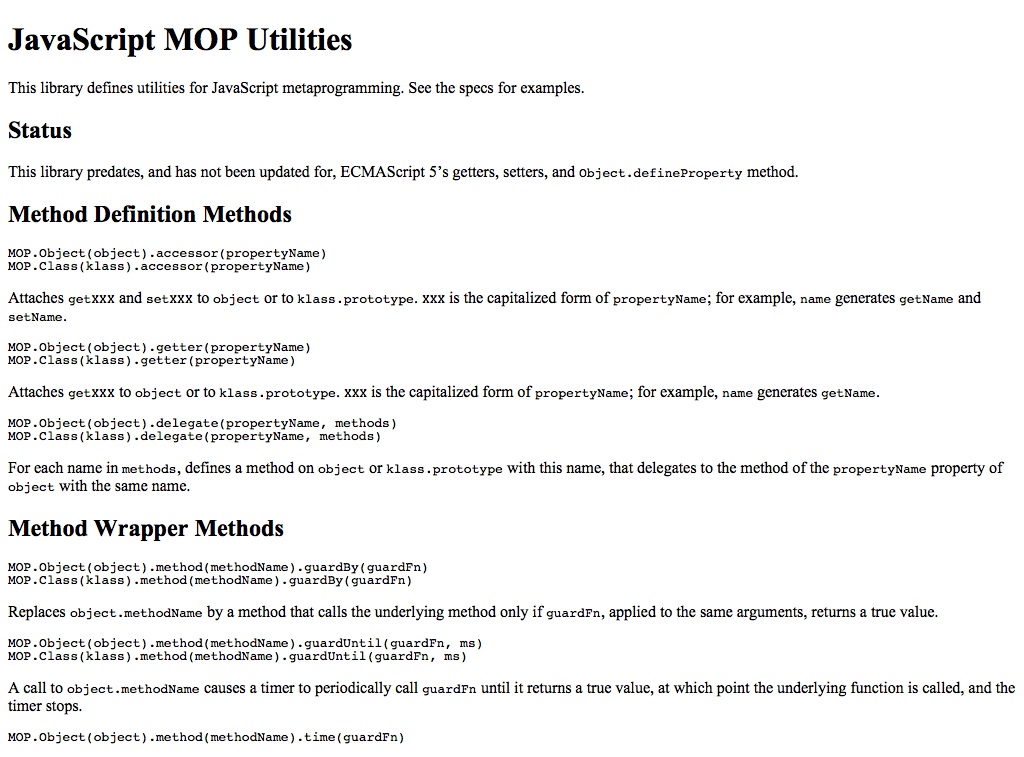 JavaScript MOP Utilities
This library defines utilities for JavaScript metaprogramming. See the specs for examples.
Status
This library predates, and has not been updated for, ECMAScript 5’s getters, setters, and Object.defineProperty method.
Method Definition Methods
MOP.Object(object).accessor(propertyName)
MOP.Class(klass).accessor(propertyName)
Attaches getXXX and setXXX to object or to klass.prototype. XXX is the capitalized form of propertyName; for example, name generates getName and
setName.
MOP.Object(object).getter(propertyName)
MOP.Class(klass).getter(propertyName)
Attaches getXXX to object or to klass.prototype. XXX is the capitalized form of propertyName; for example, name generates getName.
MOP.Object(object).delegate(propertyName, methods)
MOP.Class(klass).delegate(propertyName, methods)
For each name in methods, defines a method on object or klass.prototype with this name, that delegates to the method of the propertyName property of
object with the same name.
Method Wrapper Methods
MOP.Object(object).method(methodName).guardBy(guardFn)
MOP.Class(klass).method(methodName).guardBy(guardFn)
Replaces object.methodName by a method that calls the underlying method only if guardFn, applied to the same arguments, returns a true value.
MOP.Object(object).method(methodName).guardUntil(guardFn, ms)
MOP.Class(klass).method(methodName).guardUntil(guardFn, ms)
A call to object.methodName causes a timer to periodically call guardFn until it returns a true value, at which point the underlying function is called, and the
timer stops.
MOP.Object(object).method(methodName).time(guardFn)